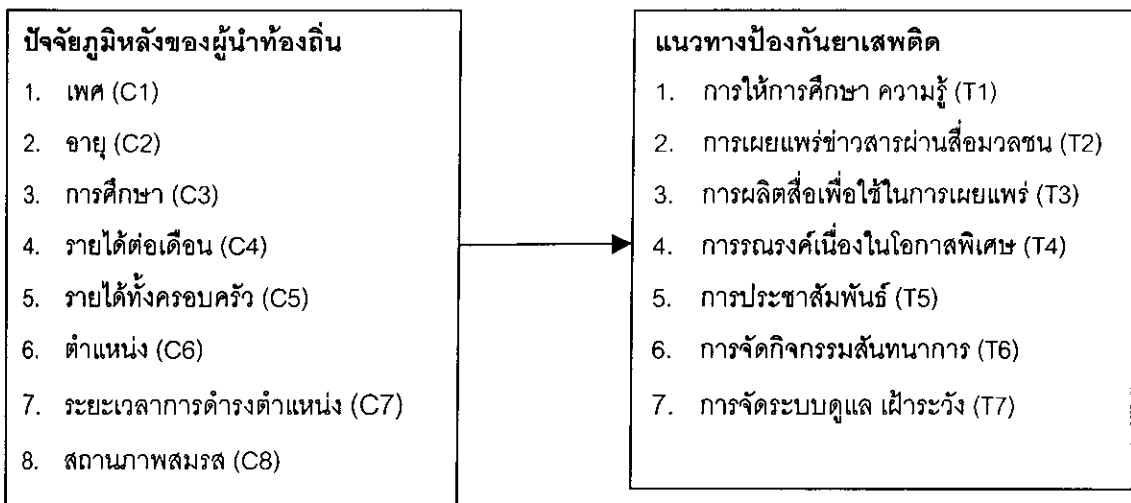 ปัจจัยภูมิหลังของผู้นำท้องถิ่น
1. เพศ (C1)
2. อายุ (C2)
3. การศึกษา (C3)
4. รายได้ต่อเดือน (C4)
5. รายได้ทั้งครอบครัว (C5)
6. ตำแหน่ง (C6)
7. ระยะเวลาการดำรงตำแหน่ง (C7)
8. สถานภาพสมรส (C8)
แนวทางป้องกันยาเสพติด
1. การให้การศึกษา ความรู้ (T1)
2. การเผยแพร่ข่าวสารผ่านสื่อมวลชน (T2)
3. การผลิตสื่อเพื่อใช้ในการเผยแพร่ (T3)
4. การรณรงค์เนื่องในโอกาสพิเศษ (T4)
5. การประชาสัมพันธ์ (T5)
6. การจัดกิจกรรมสันทนาการ (T6)
7. การจัดระบบดูแล เฝ้าระวัง (T7)